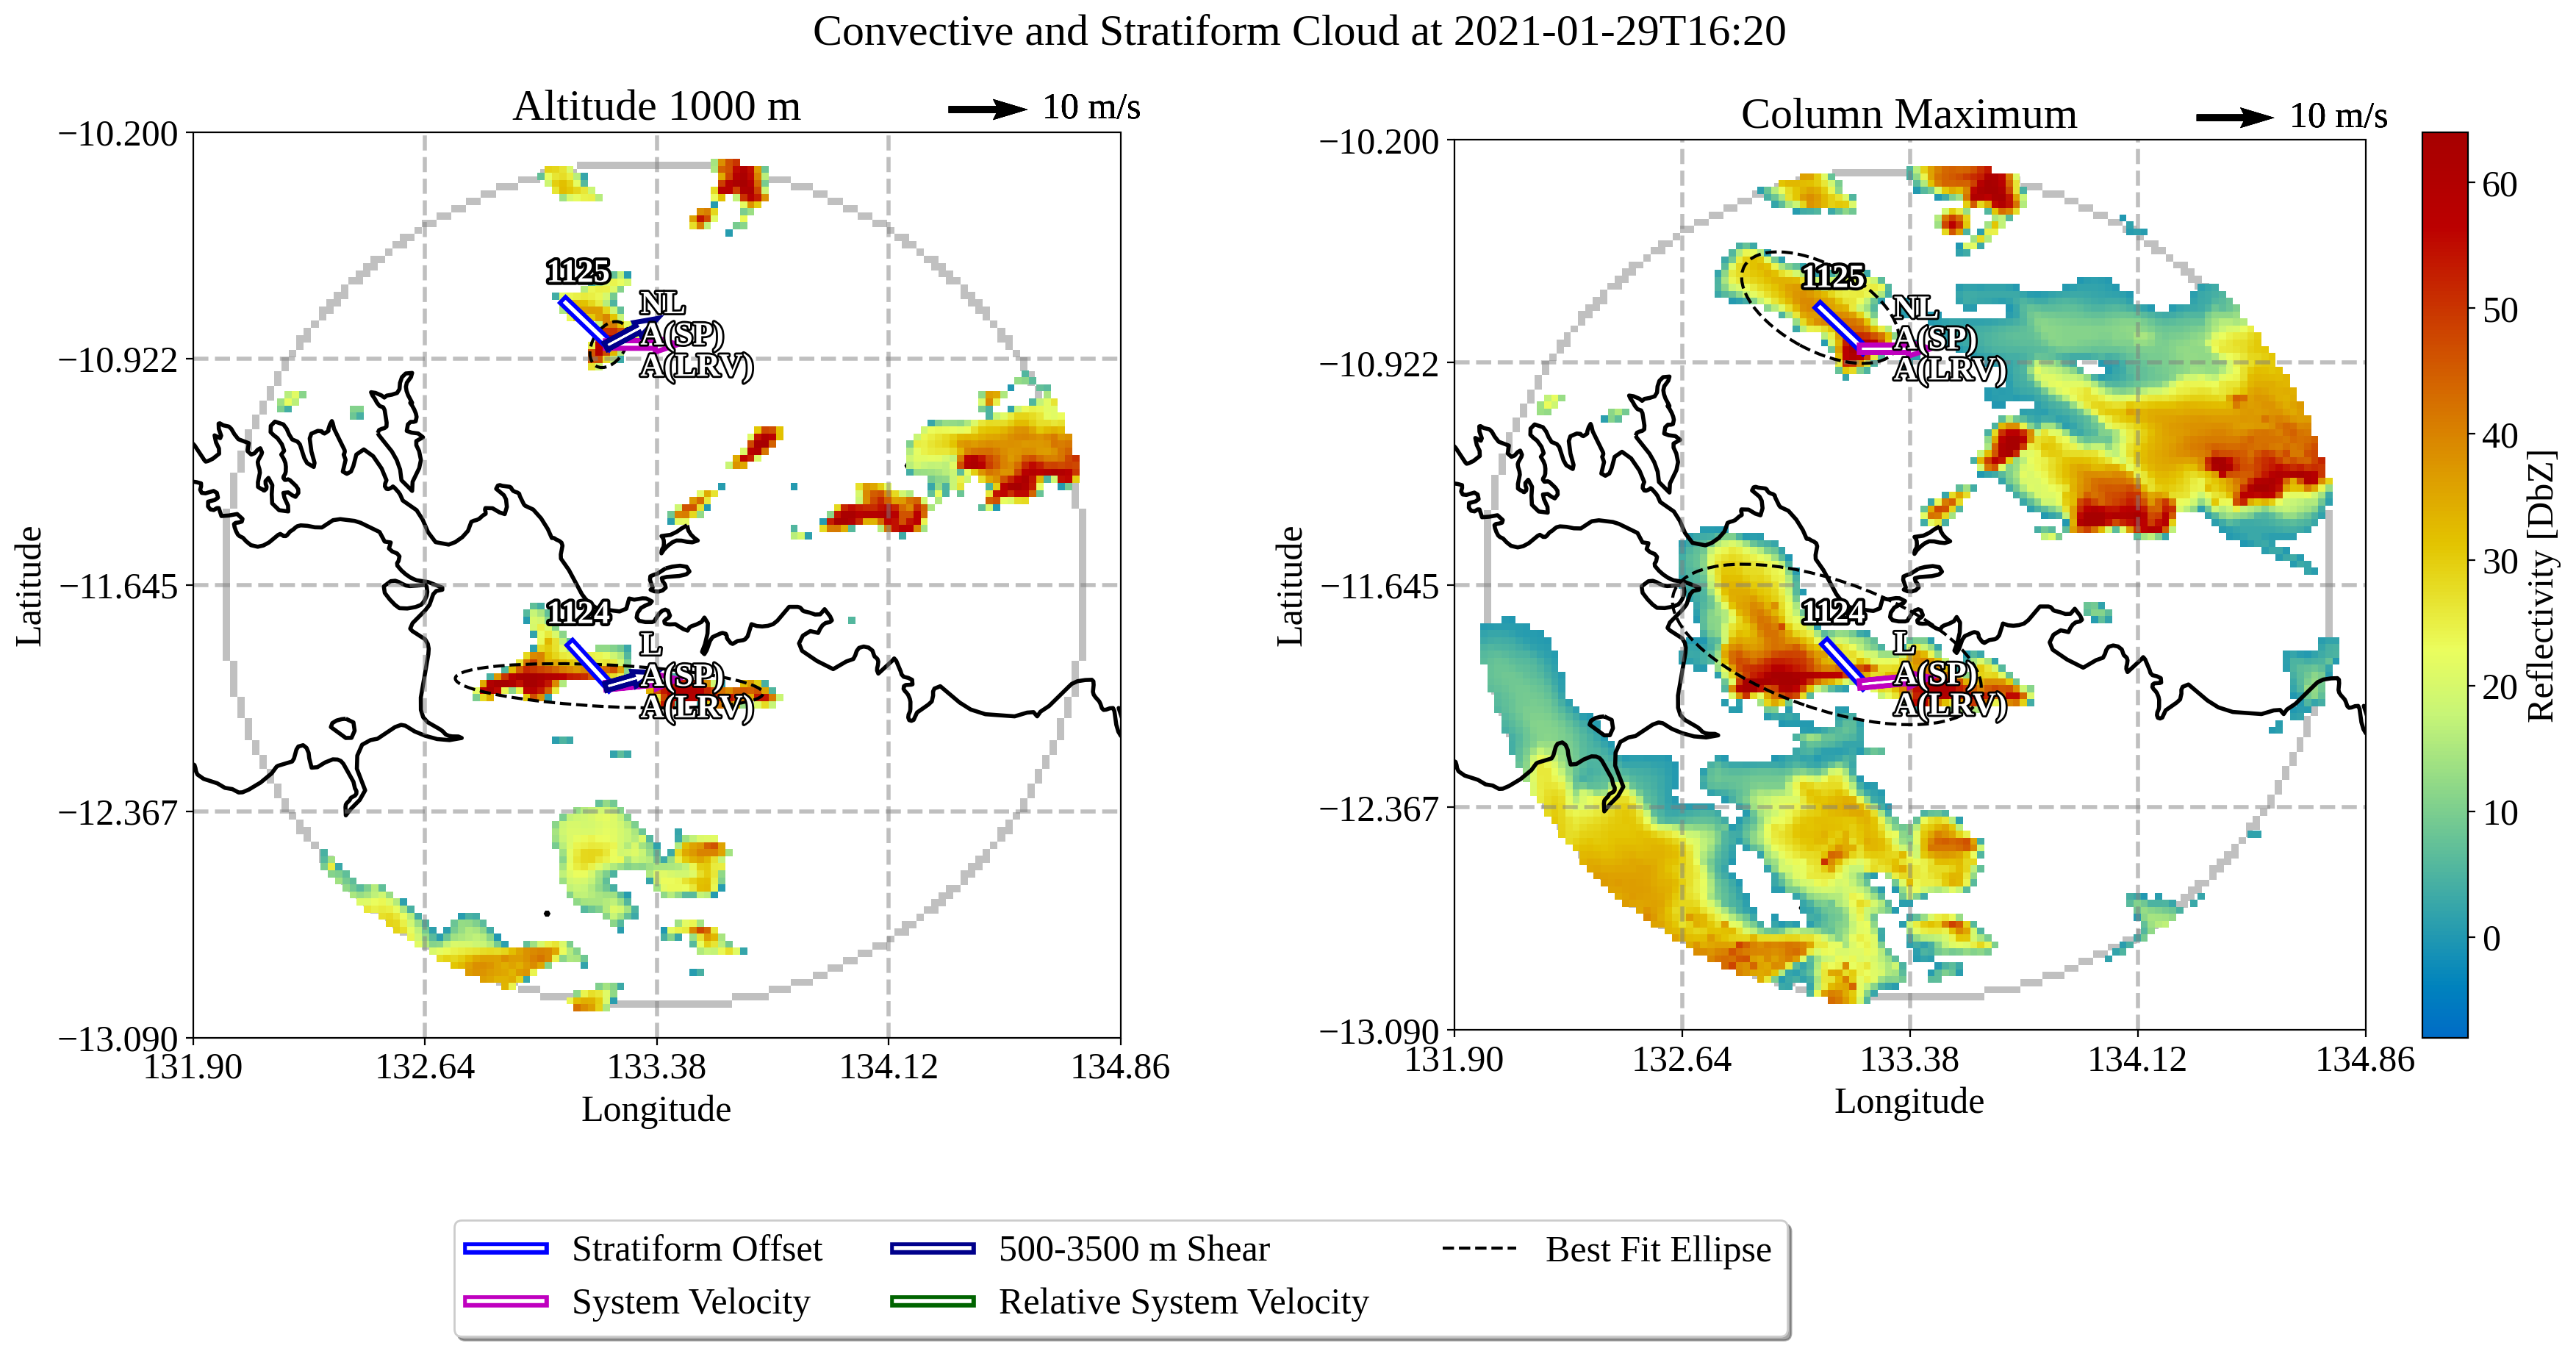 Convective and Stratiform Cloud at 2021-01-29T16:20
Altitude 1000 m
10 m/s
Column Maximum
10 m/s
−10.200
−10.922
−11.645
−12.367
−13.090
Latitude
131.90
132.64
133.38
134.12
134.86
Longitude
1125
NL
A(SP)
A(LRV)
1124
L
A(SP)
A(LRV)
−10.200
−10.922
−11.645
−12.367
−13.090
Latitude
131.90
132.64
133.38
134.12
134.86
Longitude
1125
NL
A(SP)
A(LRV)
1124
L
A(SP)
A(LRV)
60
50
40
30
20
10
0
Reflectivity [DbZ]
Stratiform Offset
System Velocity
500-3500 m Shear
Relative System Velocity
Best Fit Ellipse